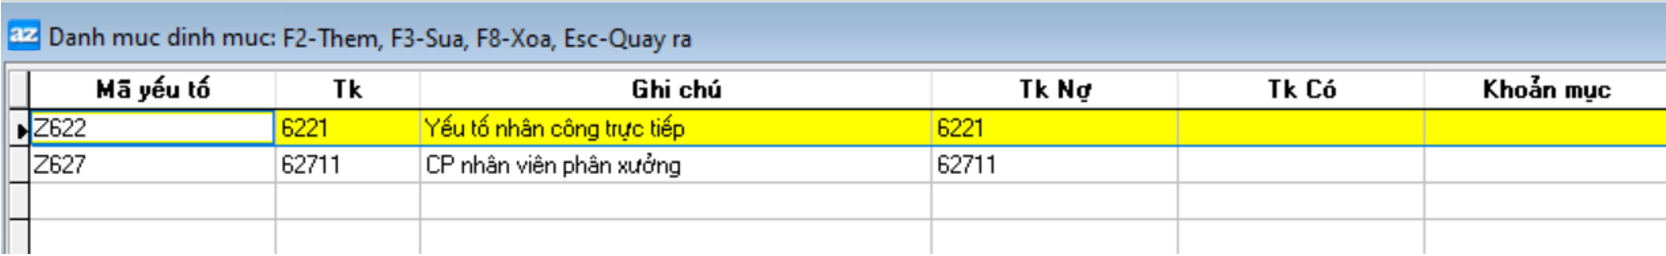 az Danh muc dinh muc: F2-Them, F3-Sua, F8-Xoa, Esc-Quay ra
Mã yếu tố Tk Ghi chú Tk Nợ Tk Có Khoản mục
Z622 6221 Yếu tố nhân công trực tiếp 6221
Z627 62711 CP nhân viên phân xưởng 62711